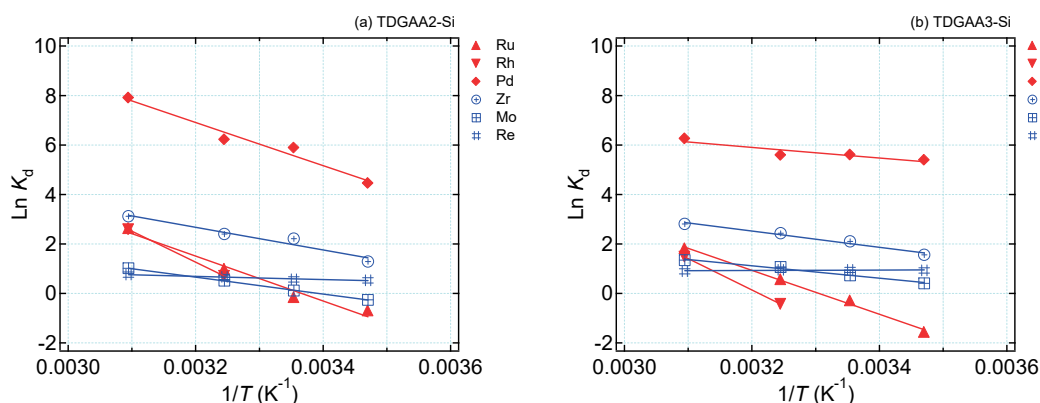 (a) TDGAA2-Si
10
8
6
4
2
0
-2
Ln Kd
0.0030
0.0032
0.0034
0.0036
1/T (K⁻¹)
Ru
Rh
Pd
Zr
Mo
Re
(b) TDGAA3-Si
10
8
6
4
2
0
-2
Ln Kd
0.0030
0.0032
0.0034
0.0036
1/T (K⁻¹)